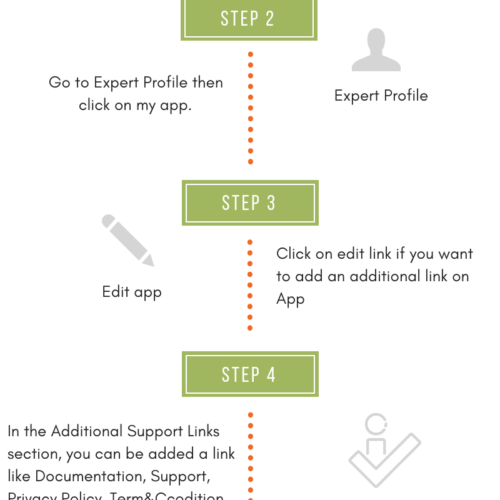 STEP 2
Go to Expert Profile then
click on my app.
Expert Profile
STEP 3
Click on edit link if you want
to add an additional link on
App
Edit app
STEP 4
In the Additional Support Links
section, you can be added a link
like Documentation, Support,
Privacy Policy, Term&Ccodition